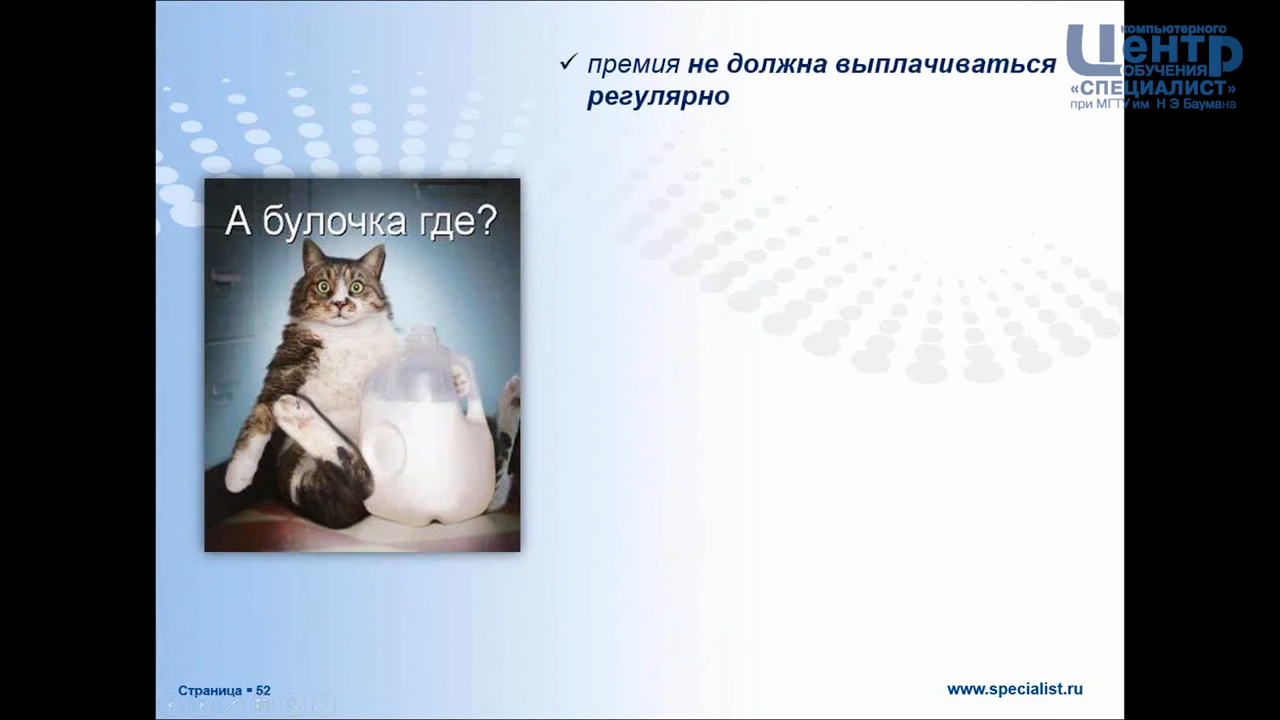 ✓ премия не должна выплачиваться
регулярно
Компьютерного
Центр
ОБУЧЕНИЯ
«СПЕЦИАЛИСТ»
при МГТУ им Н Э Баумана
А булочка где?
Страница ▪ 52
www.specialist.ru